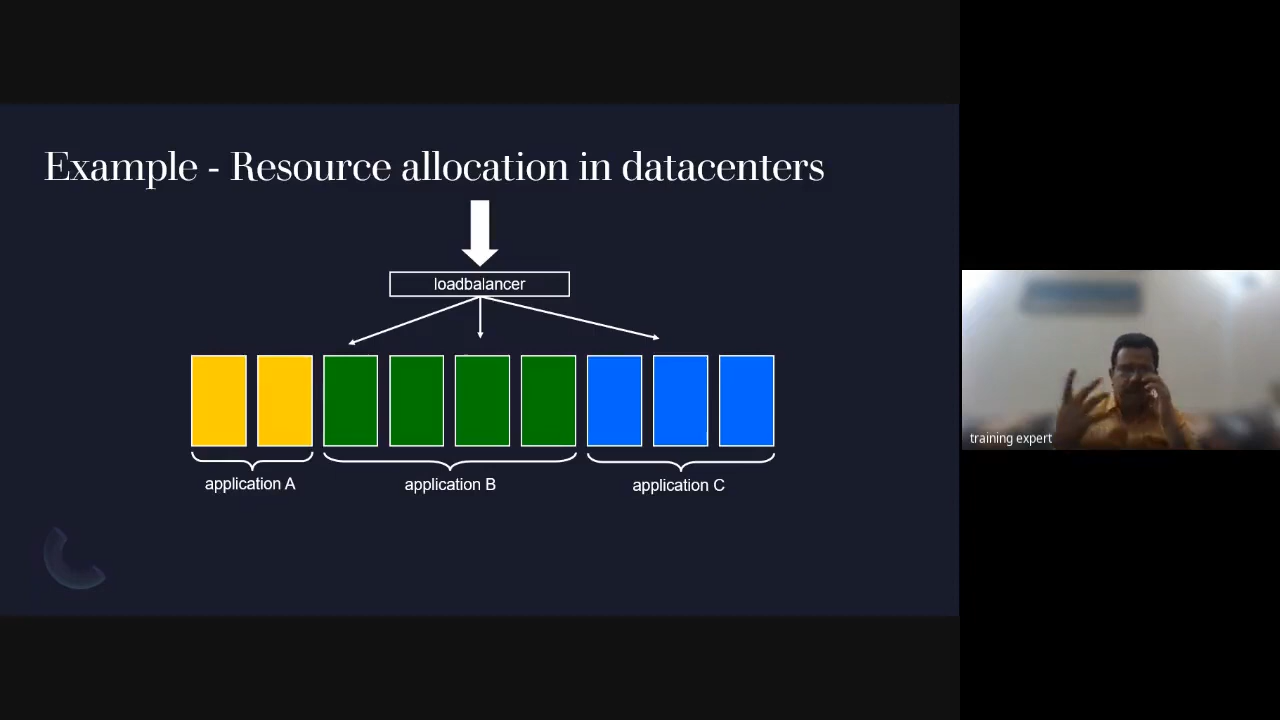 Example - Resource allocation in datacenters
loadbalancer
application A
application B
application C
training expert